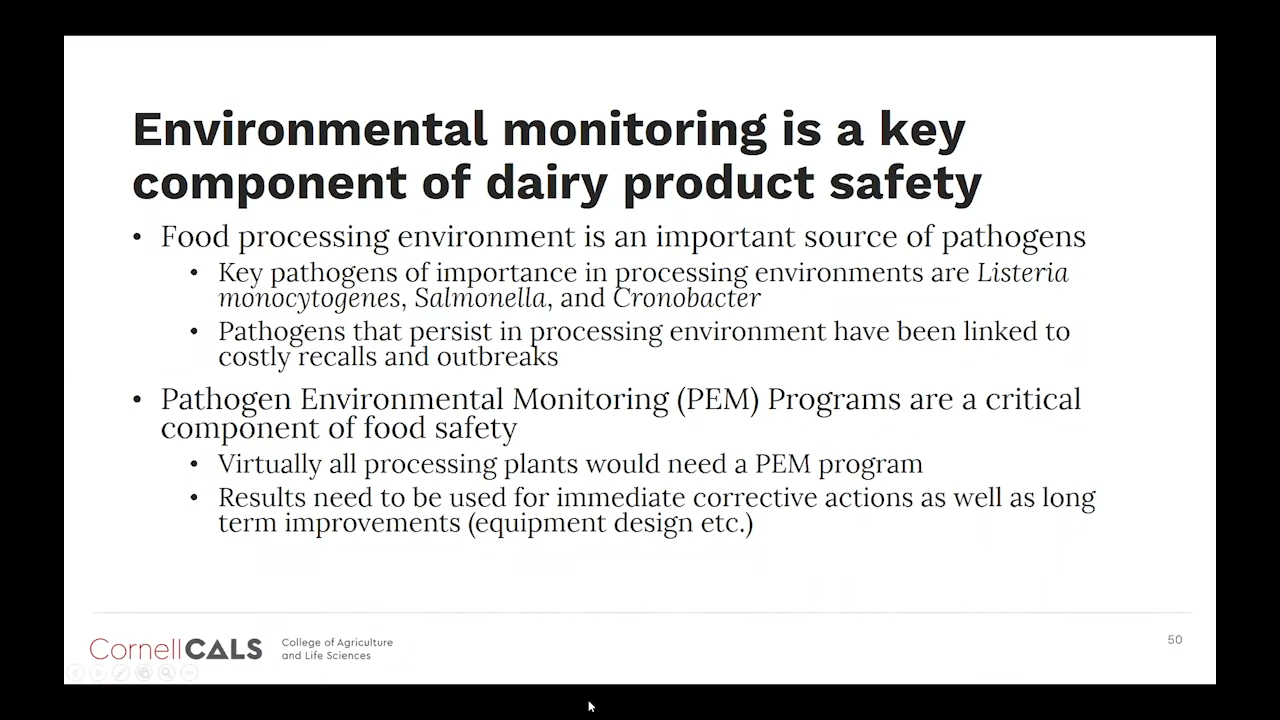 Environmental monitoring is a key
component of dairy product safety
• Food processing environment is an important source of pathogens
• Key pathogens of importance in processing environments are Listeria
monocytogenes, Salmonella, and Cronobacter
• Pathogens that persist in processing environment have been linked to
costly recalls and outbreaks
• Pathogen Environmental Monitoring (PEM) Programs are a critical
component of food safety
• Virtually all processing plants would need a PEM program
• Results need to be used for immediate corrective actions as well as long
term improvements (equipment design etc.)
CornellCALS
College of Agriculture
and Life Sciences
50